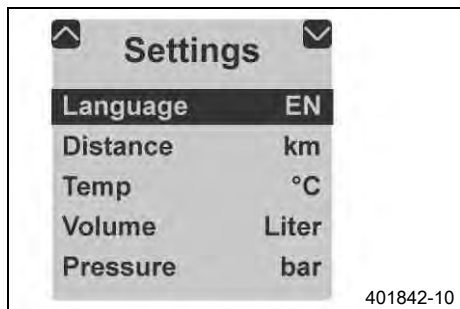 Settings
Language EN
Distance km
Temp °C
Volume Liter
Pressure bar
401842-10